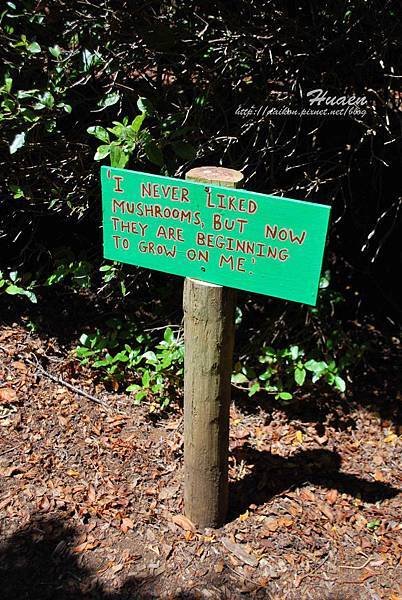 Huaen
http://daikon.pixnet.net/blog
'I NEVER LIKED
MUSHROOMS, BUT NOW
THEY ARE BEGINNING
TO GROW ON ME.'